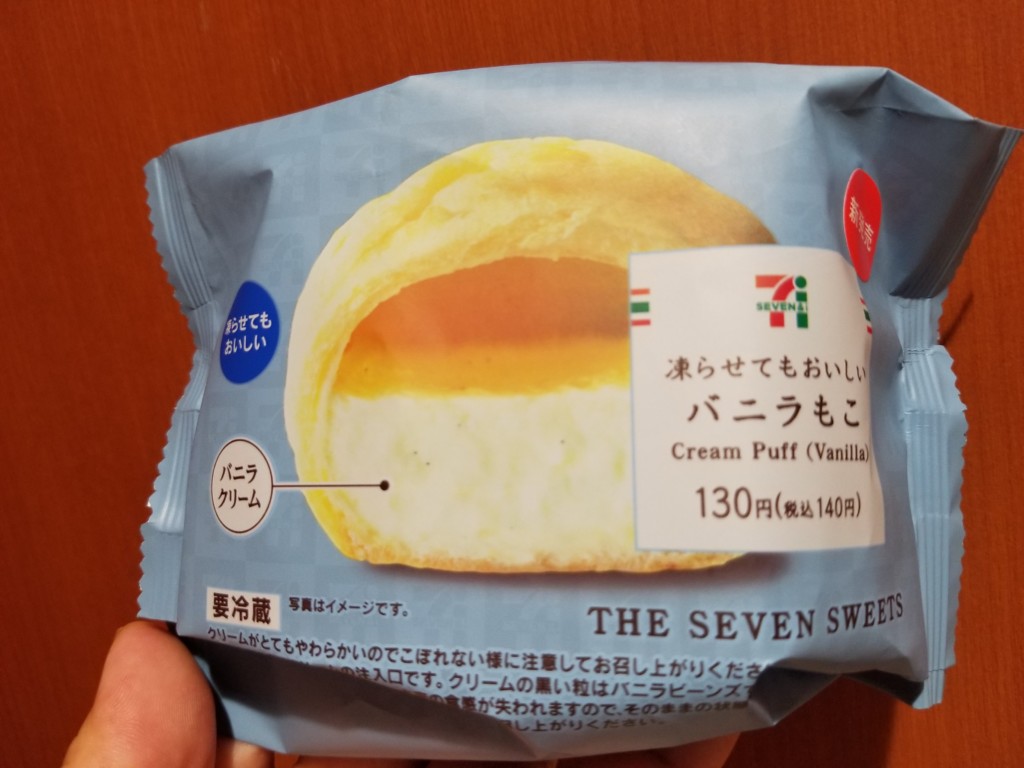 新発売
SEVEN&i
凍らせても
おいしい
凍らせてもおいしい
バニラもこ
Cream Puff (Vanilla)
130円(税込140円)
バニラ
クリーム
要冷蔵
写真はイメージです。
THE SEVEN SWEETS
クリームがとてもやわらかいのでこぼれない様に注意してお召し上がりくださ
の注入口です。クリームの黒い粒はバニラビーンズ
食感が失われますので、そのままの状態
召し上がりください。